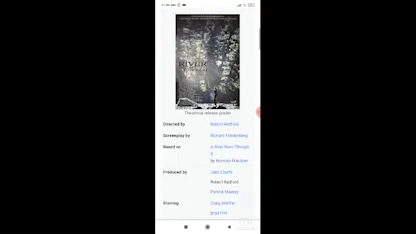 RIVER
Theatrical release poster
Directed by Robert Redford
Screenplay by Richard Friedenberg
Based on A River Runs Through
It
by Norman Maclean
Produced by Jake Eberts
Robert Redford
Patrick Markey
Starring Craig Sheffer
Brad Pitt